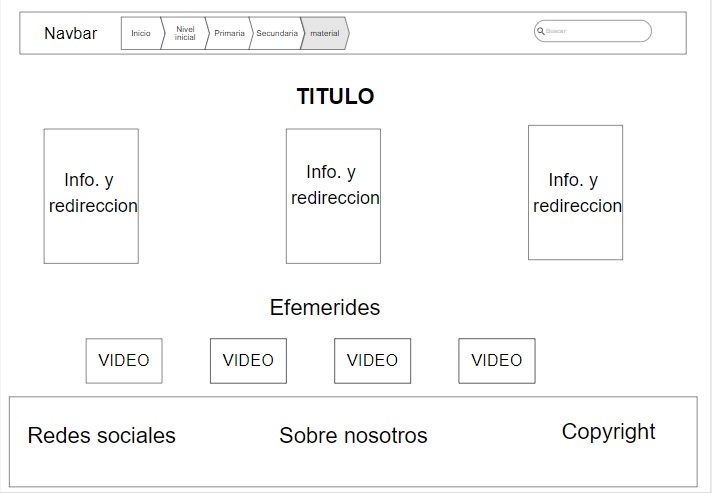 Navbar
Inicio
Nivel
inicial
Primaria
Secundaria
material
Buscar
TITULO
Info. y
redireccion
Info. y
redireccion
Info. y
redireccion
Efemerides
VIDEO
VIDEO
VIDEO
VIDEO
Redes sociales
Sobre nosotros
Copyright